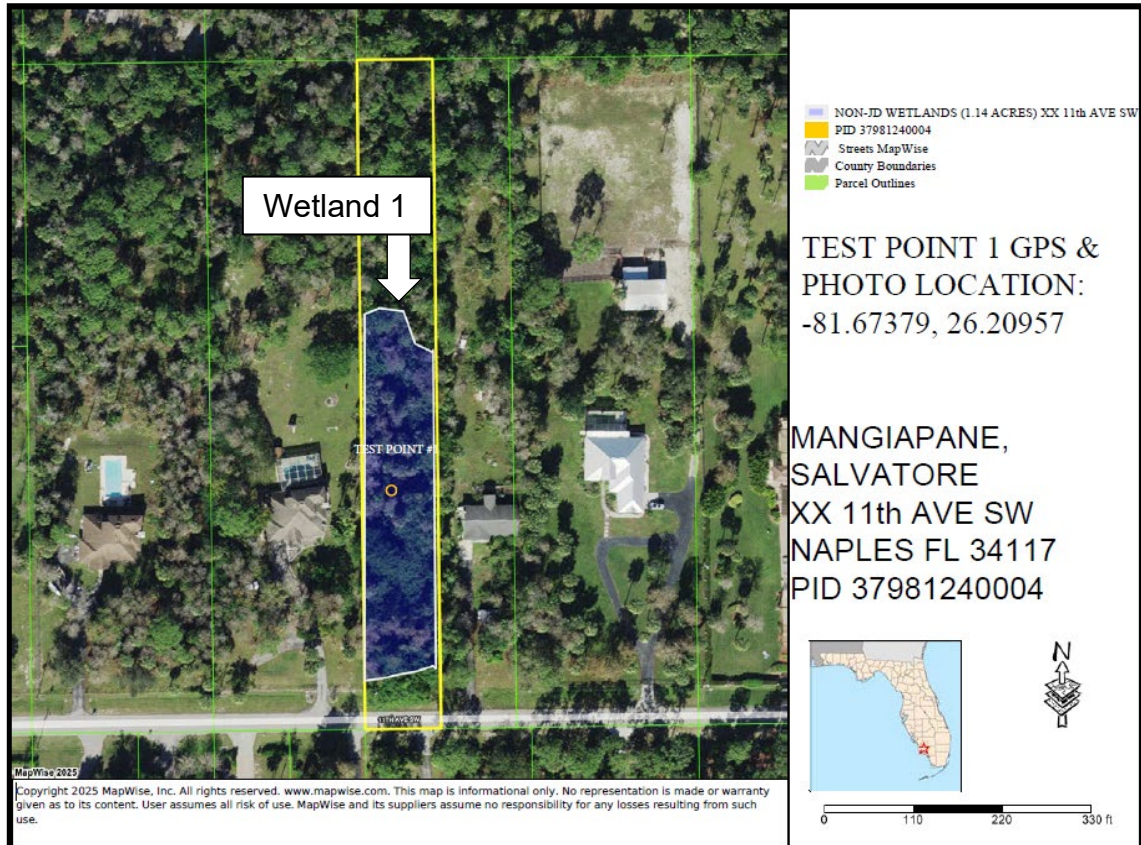 Wetland 1
TEST POINT #1
11TH AVE SW
MapWise 2025
Copyright 2025 MapWise, Inc. All rights reserved. www.mapwise.com. This map is informational only. No representation is made or warranty
given as to its content. User assumes all risk of use. MapWise and its suppliers assume no responsibility for any losses resulting from such
use.
NON-JD WETLANDS (1.14 ACRES) XX 11th AVE SW
PID 37981240004
Streets MapWise
County Boundaries
Parcel Outlines
TEST POINT 1 GPS &
PHOTO LOCATION:
-81.67379, 26.20957
MANGIAPANE,
SALVATORE
XX 11th AVE SW
NAPLES FL 34117
PID 37981240004
N
0 110 220 330 ft